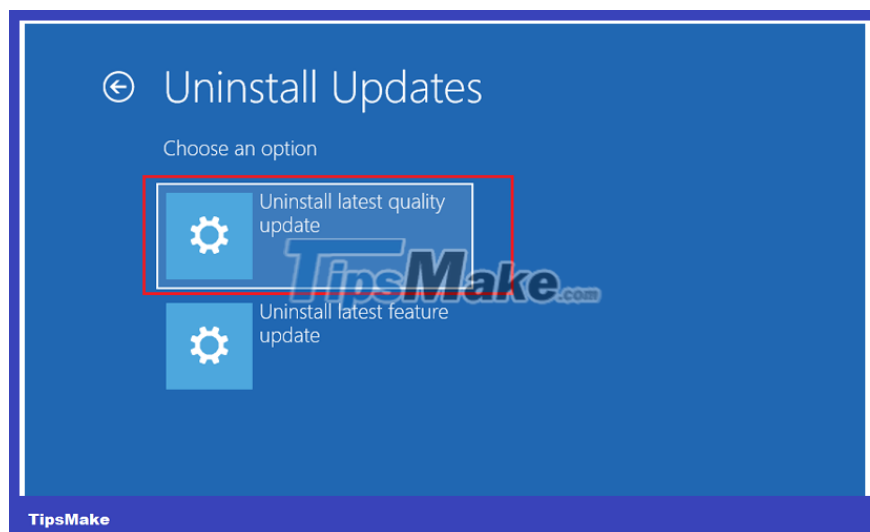 Uninstall Updates
Choose an option
Uninstall latest quality
update
TipsMake.com
Uninstall latest feature
update
TipsMake